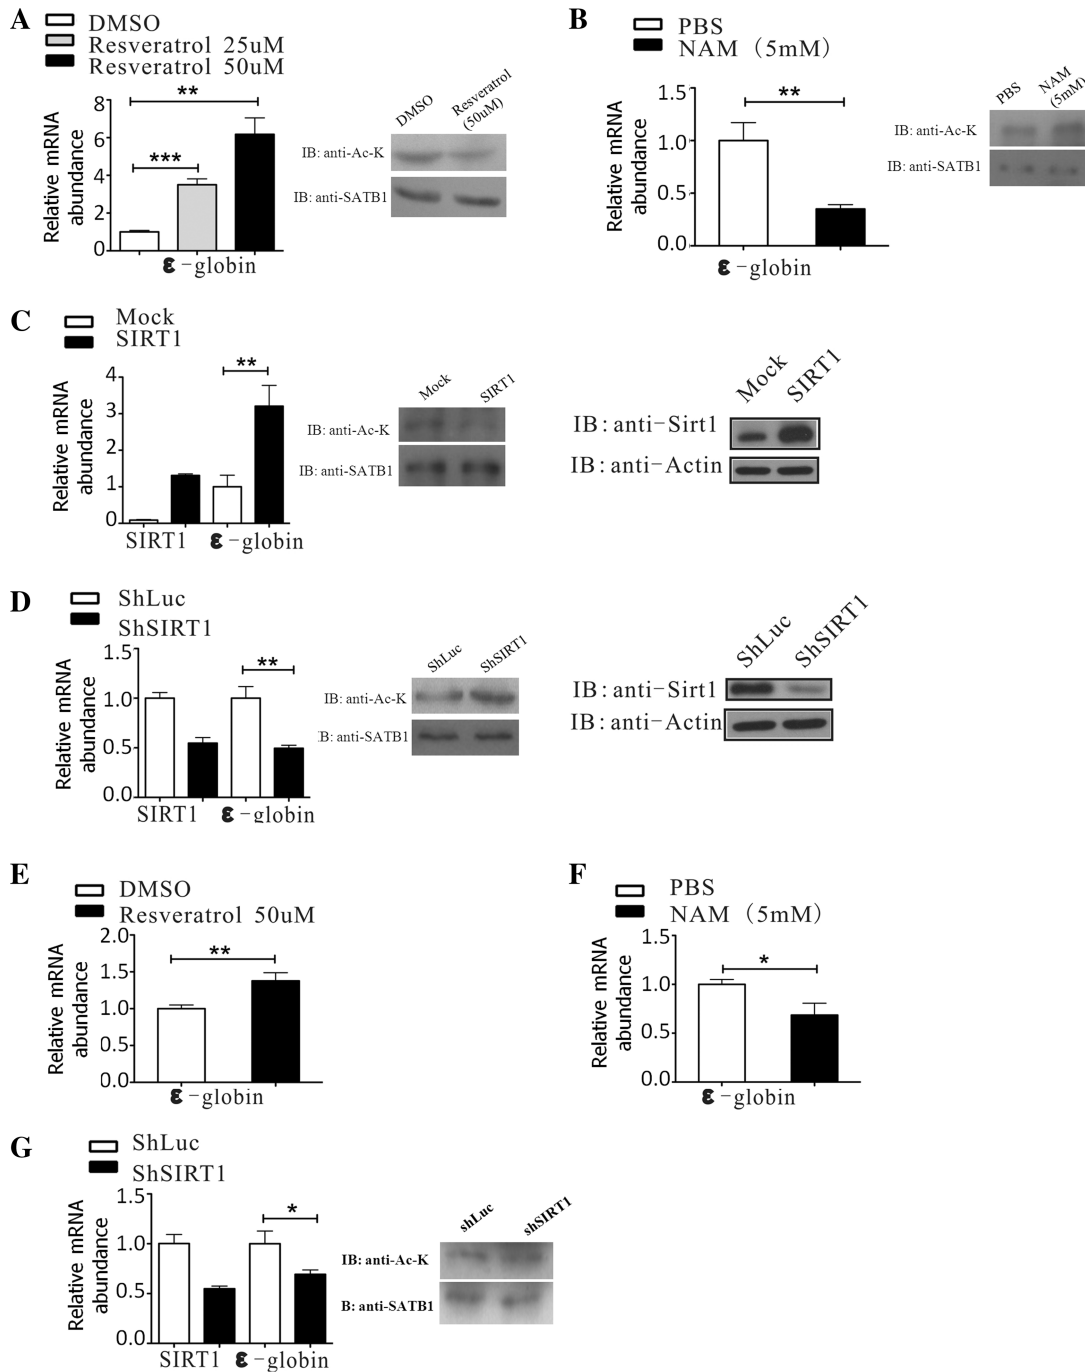 A
DMSO
Resveratrol 25uM
Resveratrol 50uM
Relative mRNA
abundance
8
6
4
2
0
**
***
ε-globin
DMSO
Resveratrol
(50uM)
IB: anti-Ac-K
IB: anti-SATB1
B
PBS
NAM (5mM)
Relative mRNA
abundance
1.5
1.0
0.5
0.0
**
ε-globin
PBS
NAM
(5mM)
IB: anti-Ac-K
IB: anti-SATB1
C
Mock
SIRT1
Relative mRNA
abundance
4
3
2
1
0
**
SIRT1
ε-globin
Mock
SIRT1
IB: anti-Ac-K
IB: anti-SATB1
Mock
SIRT1
IB: anti-Sirt1
IB: anti-Actin
D
ShLuc
ShSIRT1
Relative mRNA
abundance
1.5
1.0
0.5
0.0
**
SIRT1
ε-globin
ShLuc
ShSIRT1
IB: anti-Ac-K
B: anti-SATB1
ShLuc
ShSIRT1
IB: anti-Sirt1
IB: anti-Actin
E
DMSO
Resveratrol 50uM
Relative mRNA
abundance
2.0
1.5
1.0
0.5
0.0
**
ε-globin
F
PBS
NAM (5mM)
Relative mRNA
abundance
1.5
1.0
0.5
0.0
*
ε-globin
G
ShLuc
ShSIRT1
Relative mRNA
abundance
1.5
1.0
0.5
0.0
*
SIRT1
ε-globin
shLuc
shSIRT1
IB: anti-Ac-K
B: anti-SATB1